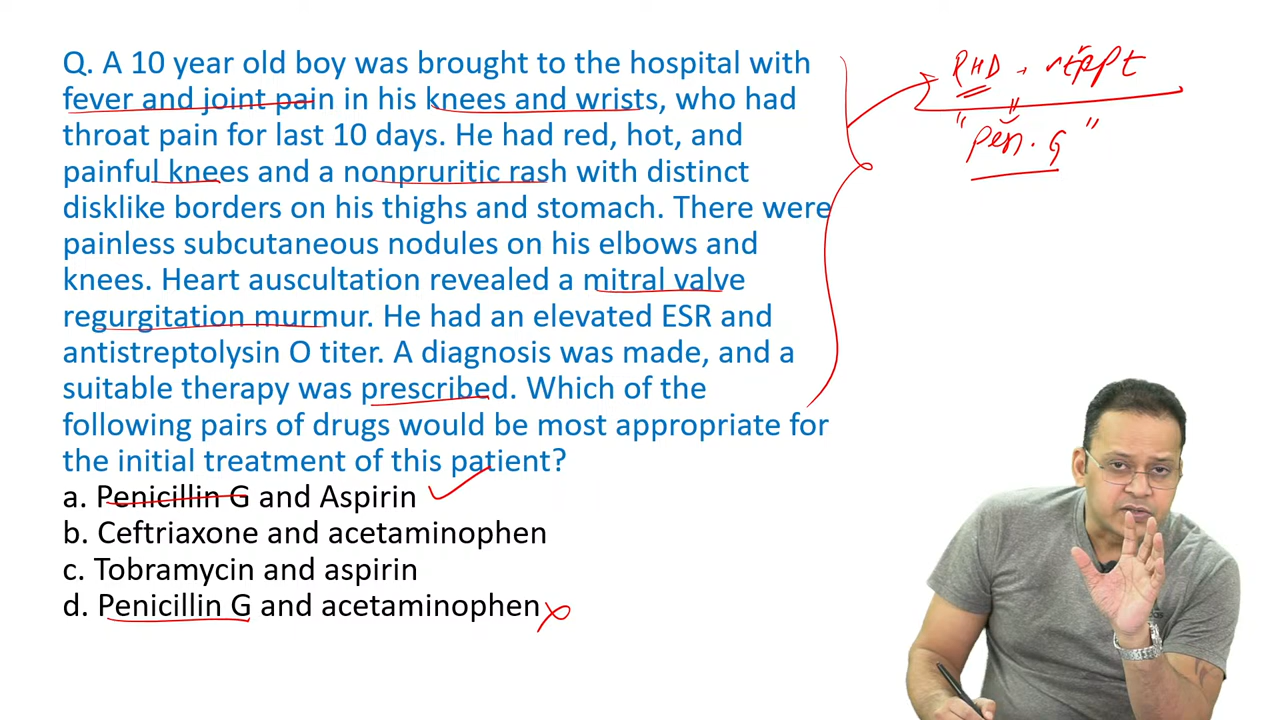 Q. A 10 year old boy was brought to the hospital with
fever and joint pain in his knees and wrists, who had
throat pain for last 10 days. He had red, hot, and
painful knees and a nonpruritic rash with distinct
disklike borders on his thighs and stomach. There were
painless subcutaneous nodules on his elbows and
knees. Heart auscultation revealed a mitral valve
regurgitation murmur. He had an elevated ESR and
antistreptolysin O titer. A diagnosis was made, and a
suitable therapy was prescribed. Which of the
following pairs of drugs would be most appropriate for
the initial treatment of this patient?
a. Penicillin G and Aspirin
b. Ceftriaxone and acetaminophen
c. Tobramycin and aspirin
d. Penicillin G and acetaminophen
"Pen. G"